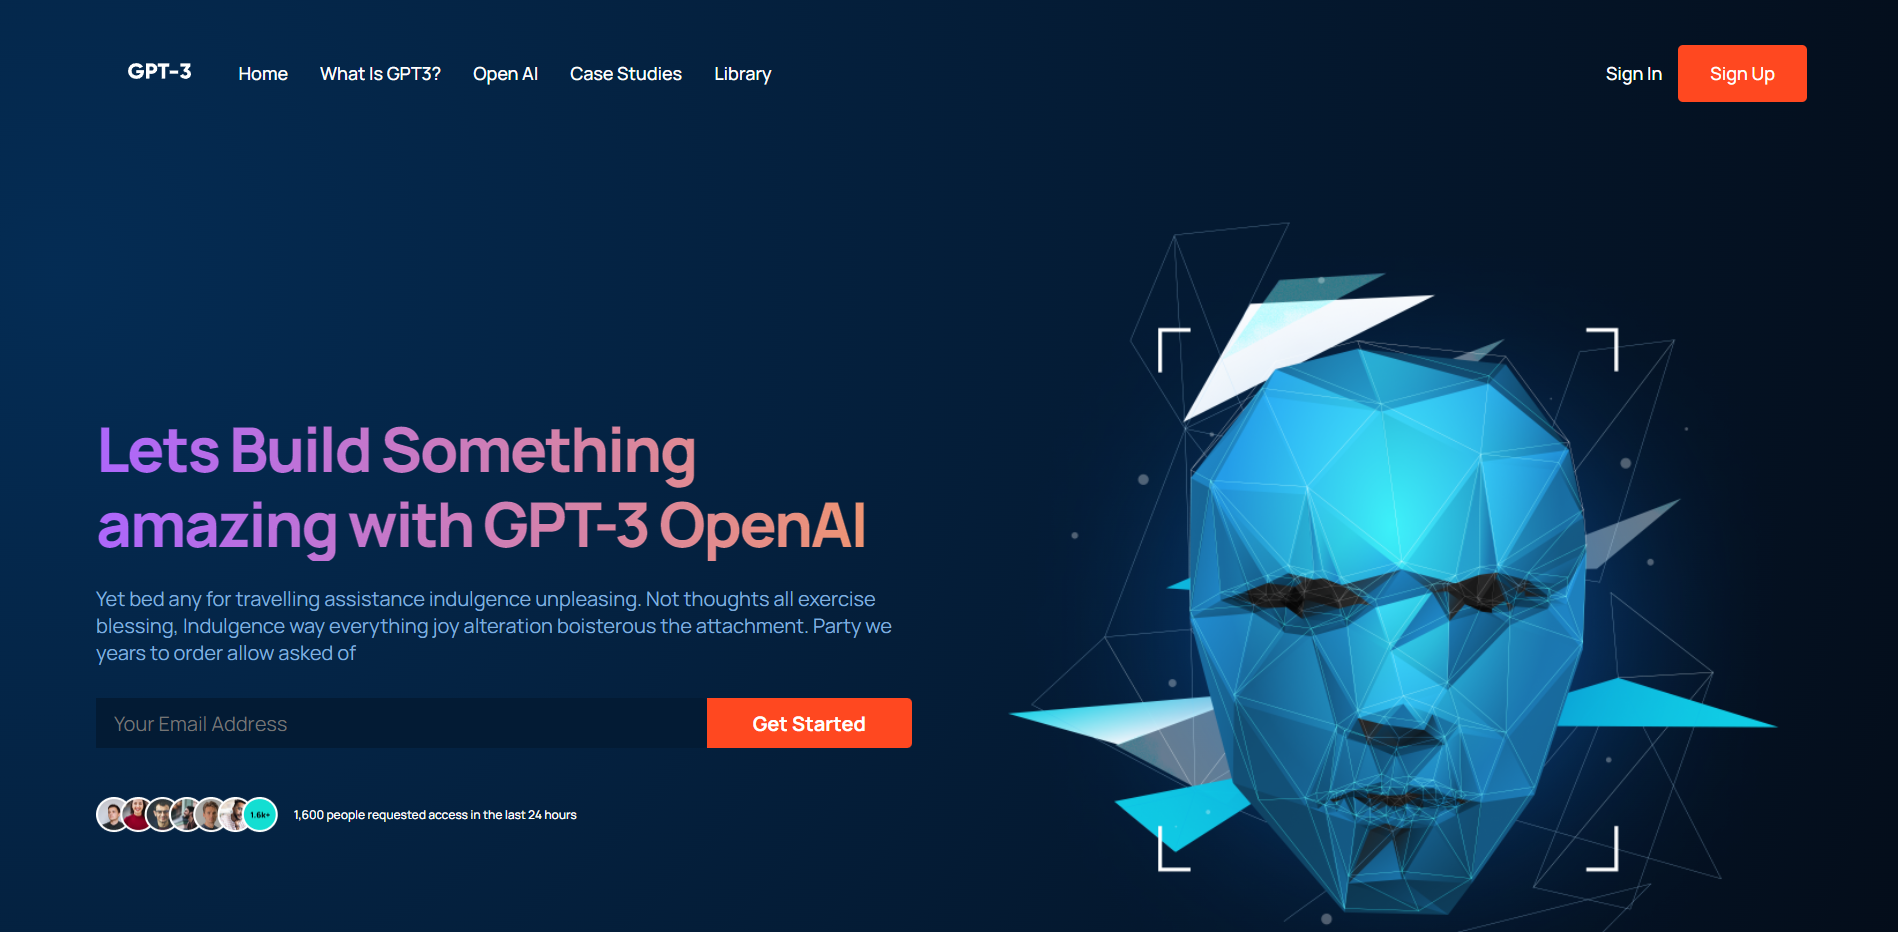 GPT-3
Home
What Is GPT3?
Open AI
Case Studies
Library
Sign In
Sign Up
Lets Build Something
amazing with GPT-3 OpenAI
Yet bed any for travelling assistance indulgence unpleasing. Not thoughts all exercise
blessing, Indulgence way everything joy alteration boisterous the attachment. Party we
years to order allow asked of
Your Email Address
Get Started
1.6k+
1,600 people requested access in the last 24 hours